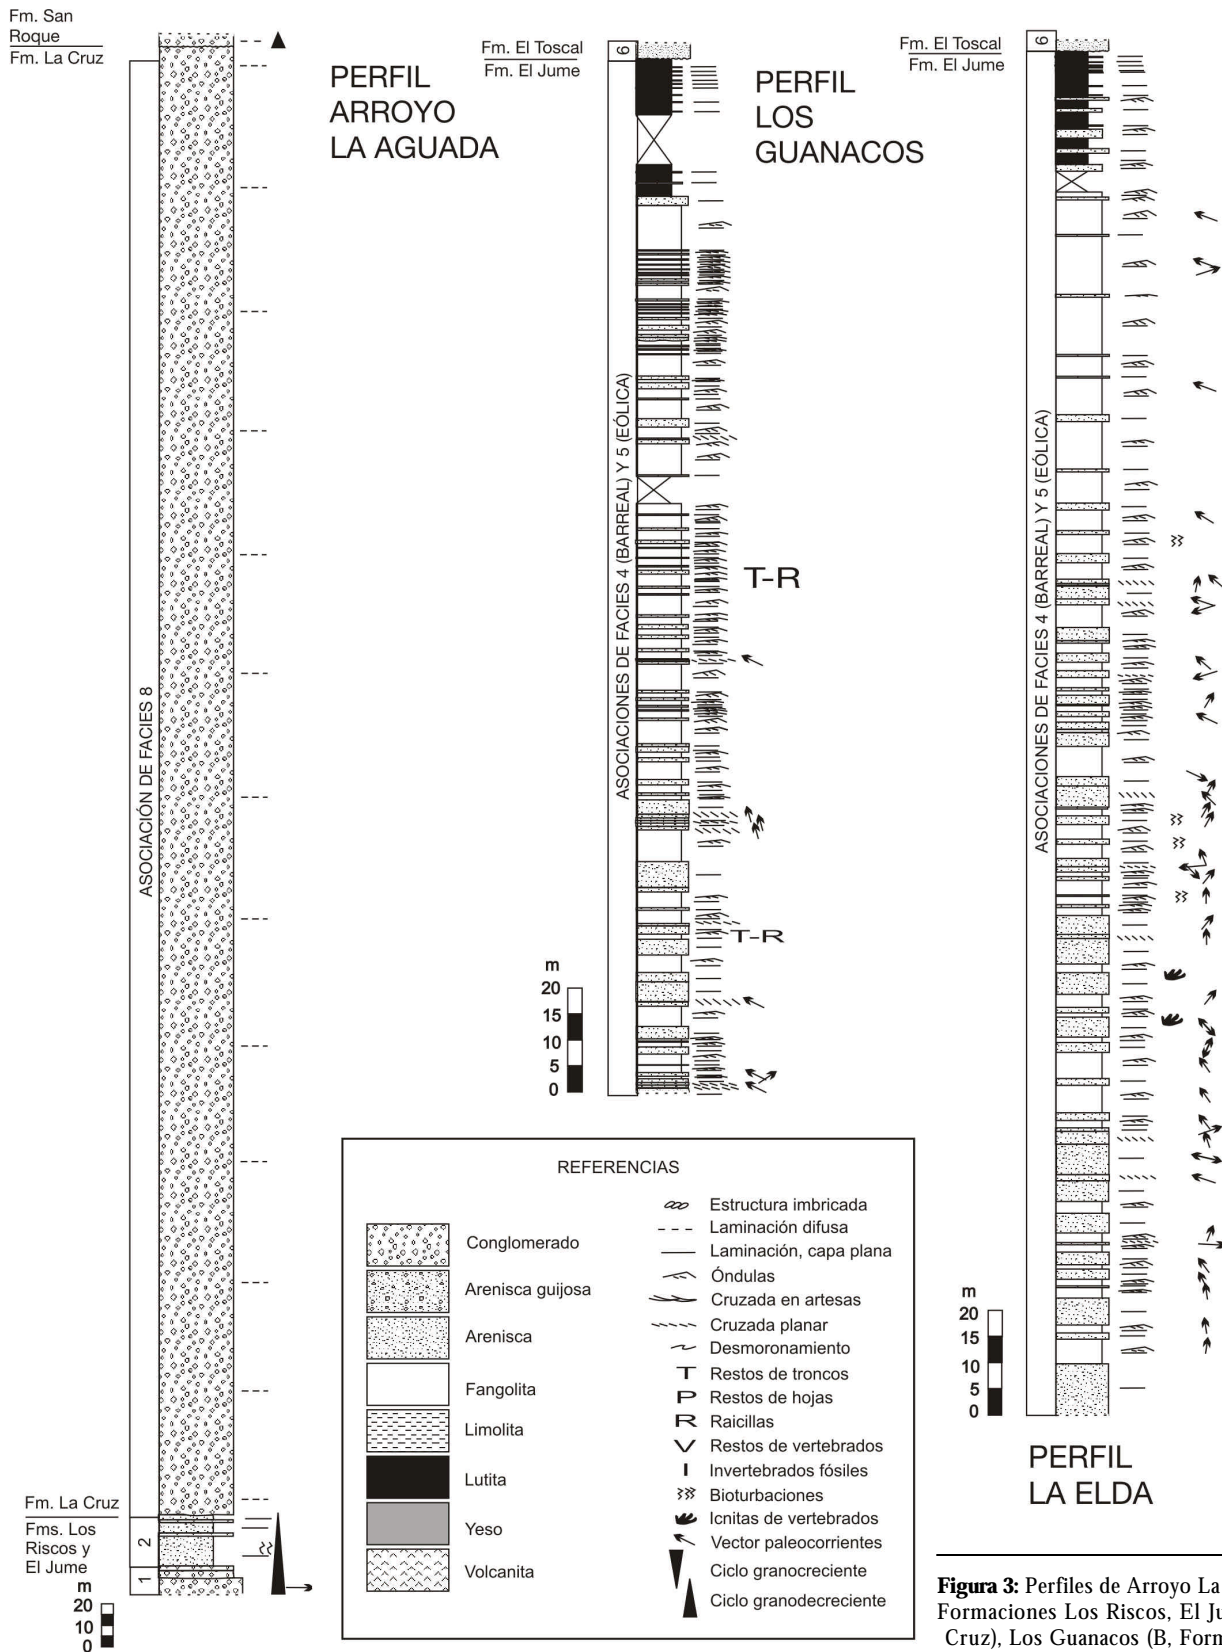 Fm. San
Roque
Fm. La Cruz
PERFIL
ARROYO
LA AGUADA
ASOCIACIÓN DE FACIES 8
Fm. La Cruz
Fms. Los
Riscos y
El Jume
2
1
m
20
10
0
Fm. El Toscal
Fm. El Jume
6
PERFIL
LOS
GUANACOS
ASOCIACIONES DE FACIES 4 (BARREAL) Y 5 (EÓLICA)
T-R
T-R
m
20
15
10
5
0
Fm. El Toscal
Fm. El Jume
6
ASOCIACIONES DE FACIES 4 (BARREAL) Y 5 (EÓLICA)
m
20
15
10
5
0
PERFIL
LA ELDA
REFERENCIAS
Conglomerado
Arenisca guijosa
Arenisca
Fangolita
Limolita
Lutita
Yeso
Volcanita
Estructura imbricada
Laminación difusa
Laminación, capa plana
Óndulas
Cruzada en artesas
Cruzada planar
Desmoronamiento
T Restos de troncos
P Restos de hojas
R Raicillas
V Restos de vertebrados
I Invertebrados fósiles
Bioturbaciones
Icnitas de vertebrados
Vector paleocorrientes
Ciclo granocreciente
Ciclo granodecreciente
Figura 3: Perfiles de Arroyo La
Formaciones Los Riscos, El Ju
Cruz), Los Guanacos (B, Forn